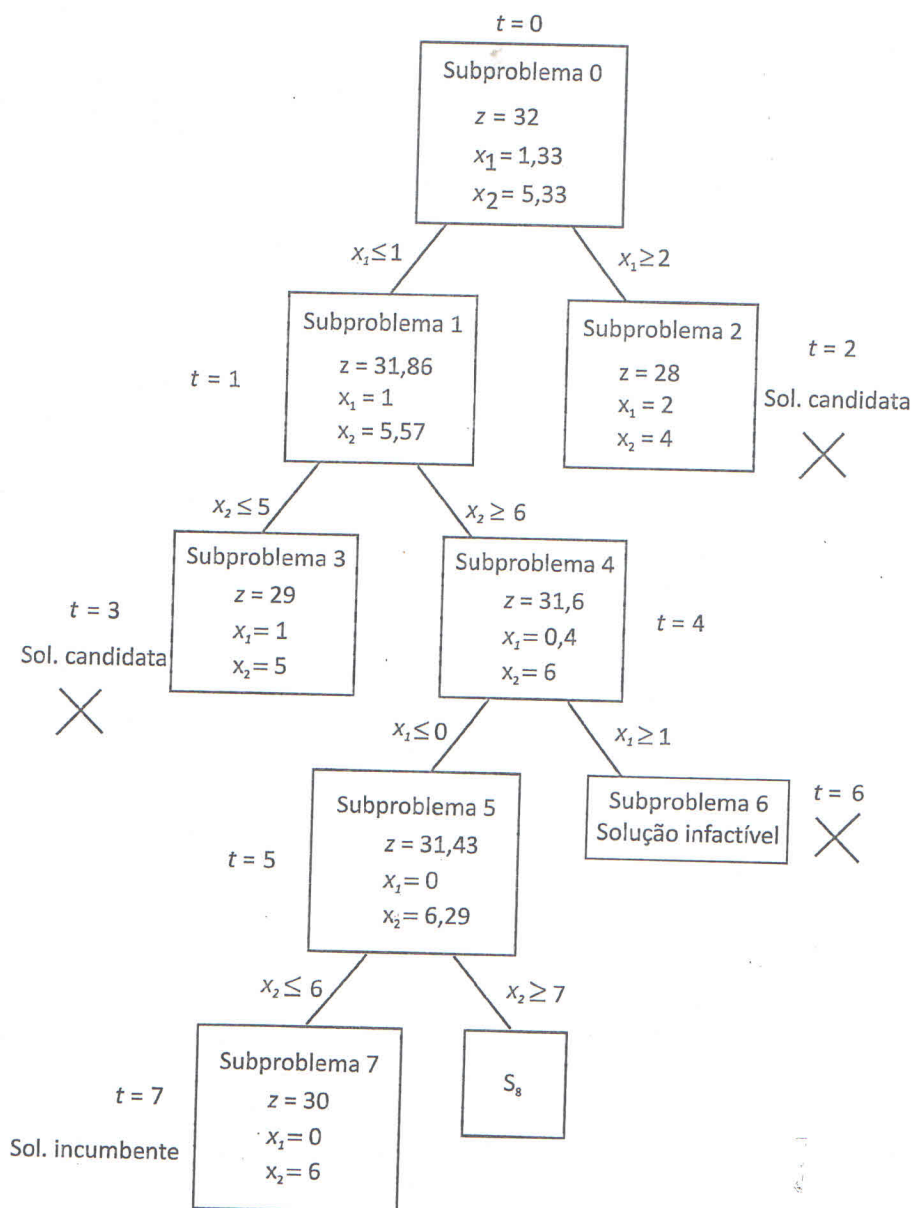 t = 0
Subproblema 0
z = 32
x1 = 1,33
x2 = 5,33
x₁ ≤ 1
x₁ ≥ 2
Subproblema 1
z = 31,86
x₁ = 1
x₂ = 5,57
t = 1
Subproblema 2
z = 28
x₁ = 2
x₂ = 4
t = 2
Sol. candidata
x₂ ≤ 5
x₂ ≥ 6
Subproblema 3
z = 29
x₁ = 1
x₂ = 5
t = 3
Sol. candidata
Subproblema 4
z = 31,6
x₁ = 0,4
x₂ = 6
t = 4
x₁ ≤ 0
x₁ ≥ 1
Subproblema 5
z = 31,43
x₁ = 0
x₂ = 6,29
t = 5
Subproblema 6
Solução infactível
t = 6
x₂ ≤ 6
x₂ ≥ 7
Subproblema 7
z = 30
x₁ = 0
x₂ = 6
t = 7
Sol. incumbente
S₈